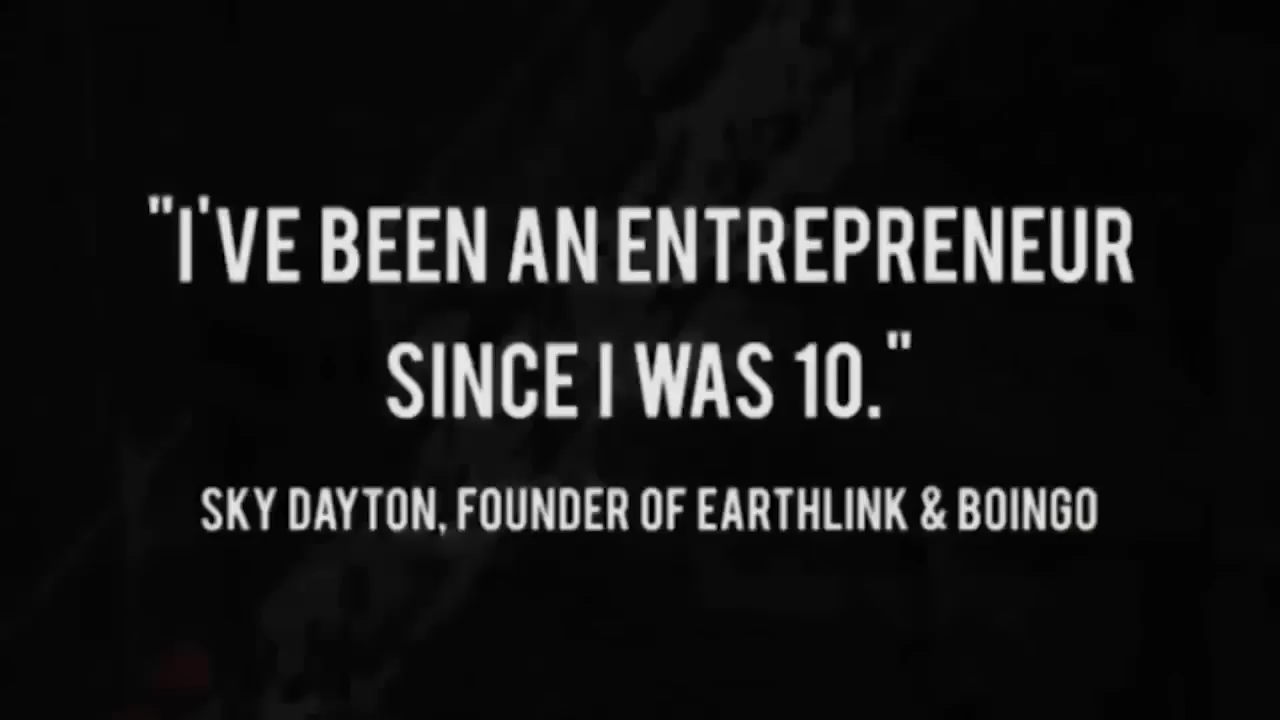 "I'VE BEEN AN ENTREPRENEUR
SINCE I WAS 10."
SKY DAYTON, FOUNDER OF EARTHLINK & BOINGO